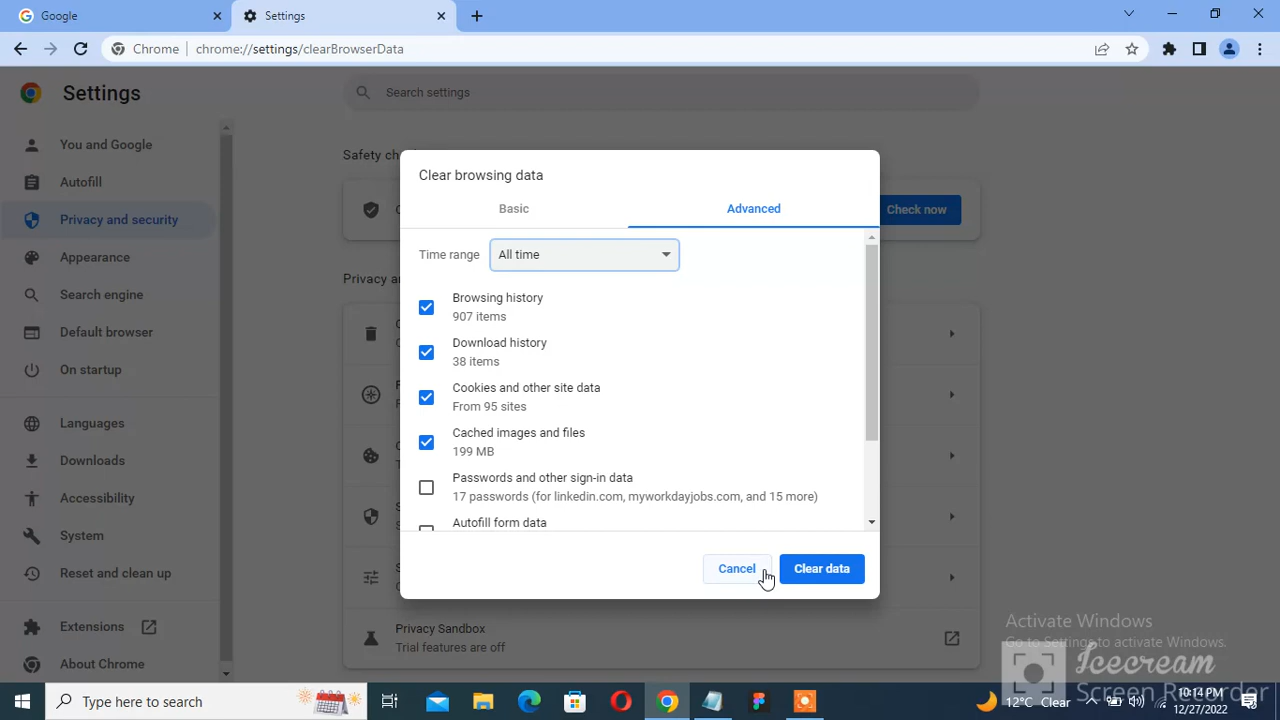 Google
Settings
Chrome
chrome://settings/clearBrowserData
Settings
Search settings
You and Google
Autofill
Privacy and security
Appearance
Search engine
Default browser
On startup
Languages
Downloads
Accessibility
System
Reset and clean up
Extensions
About Chrome
Safety ch
Check now
Privacy a
Clear browsing data
Basic
Advanced
Time range
All time
Browsing history
907 items
Download history
38 items
Cookies and other site data
From 95 sites
Cached images and files
199 MB
Passwords and other sign-in data
17 passwords (for linkedin.com, myworkdayjobs.com, and 15 more)
Autofill form data
Cancel
Clear data
Privacy Sandbox
Trial features are off
Activate Windows
Go to Settings to activate Windows.
Icecream
Screen Recorder
Type here to search
12°C Clear
10:14 PM
12/27/2022